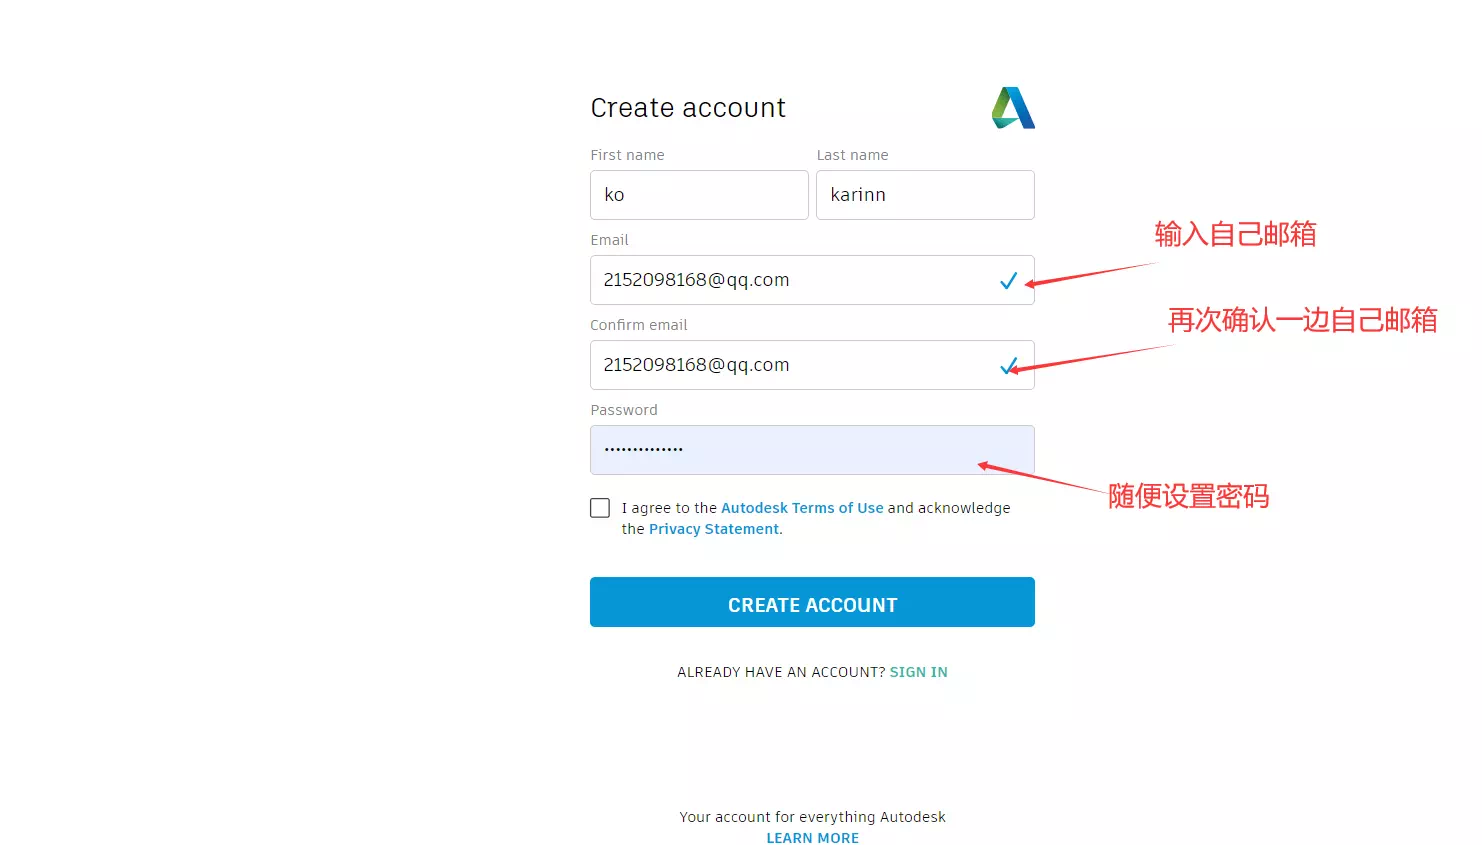 Create account
First name
Last name
ko
karinn
输入自己邮箱
Email
2152098168@qq.com
再次确认一边自己邮箱
Confirm email
2152098168@qq.com
Password
••••••••••••••
随便设置密码
I agree to the Autodesk Terms of Use and acknowledge
the Privacy Statement.
CREATE ACCOUNT
ALREADY HAVE AN ACCOUNT? SIGN IN
Your account for everything Autodesk
LEARN MORE